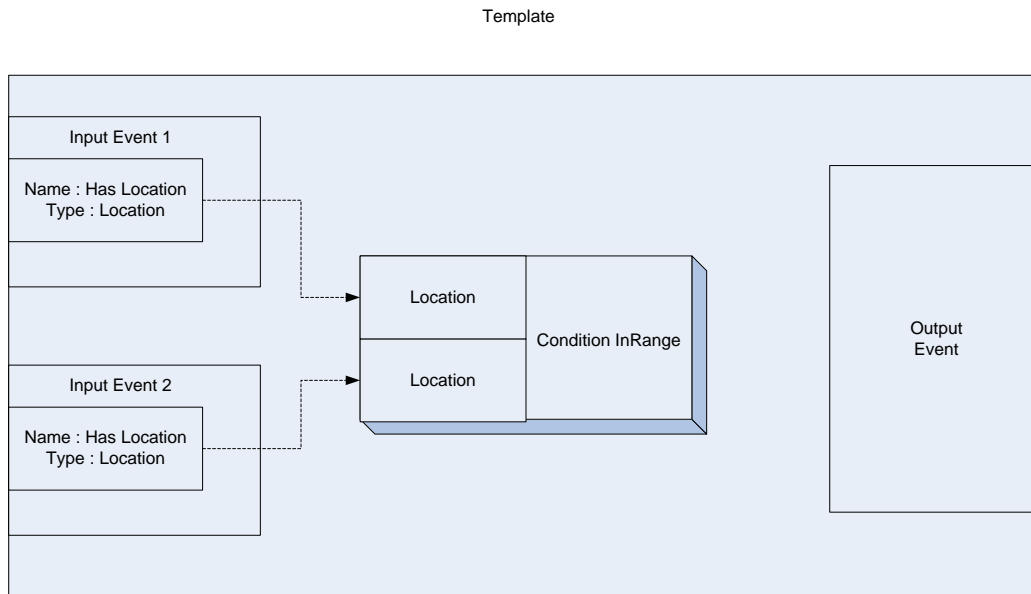 Template
Input Event 1
Name : Has Location
Type : Location
Location
Condition InRange
Location
Output
Event
Input Event 2
Name : Has Location
Type : Location